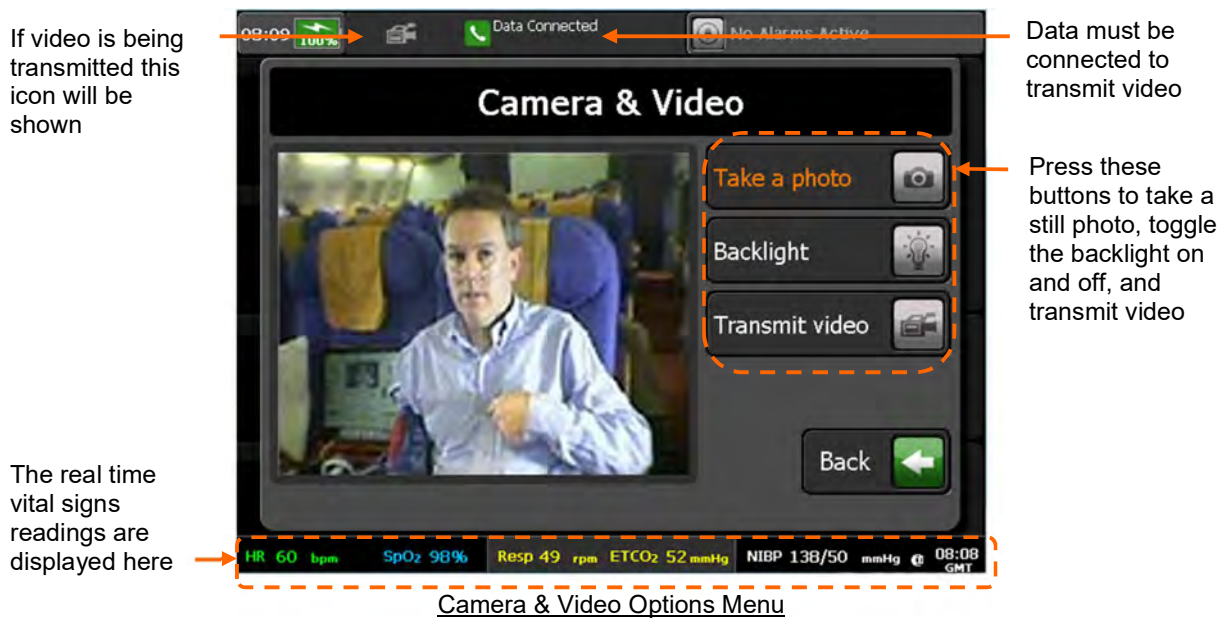 If video is being
transmitted this
icon will be
shown
08:09 100% Data Connected No Alarms Active
Data must be
connected to
transmit video
Camera & Video
Take a photo
Backlight
Transmit video
Back
Press these
buttons to take a
still photo, toggle
the backlight on
and off, and
transmit video
The real time
vital signs
readings are
displayed here
HR 60 bpm SpO2 98% Resp 49 rpm ETCO2 52 mmHg NIBP 138/50 mmHg @ 08:08
GMT
Camera & Video Options Menu